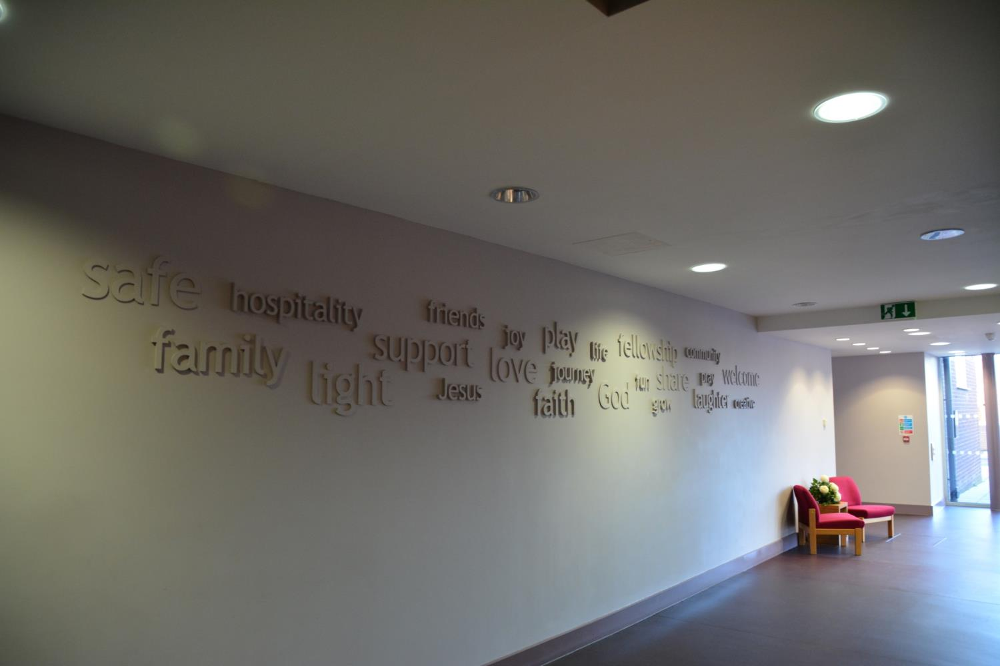 safe
hospitality
friends
joy
play
life
fellowship
community
family
support
love
journey
fun
share
pray
welcome
light
Jesus
faith
God
grow
laughter
creative